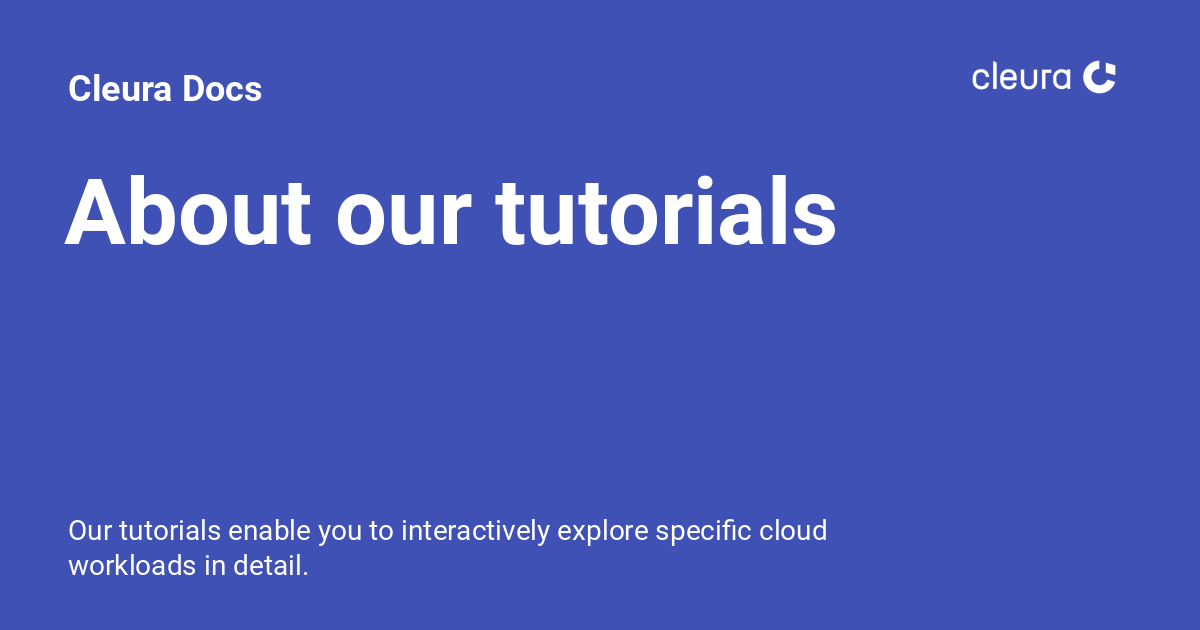 Cleura Docs
cleura
About our tutorials
Our tutorials enable you to interactively explore specific cloud
workloads in detail.